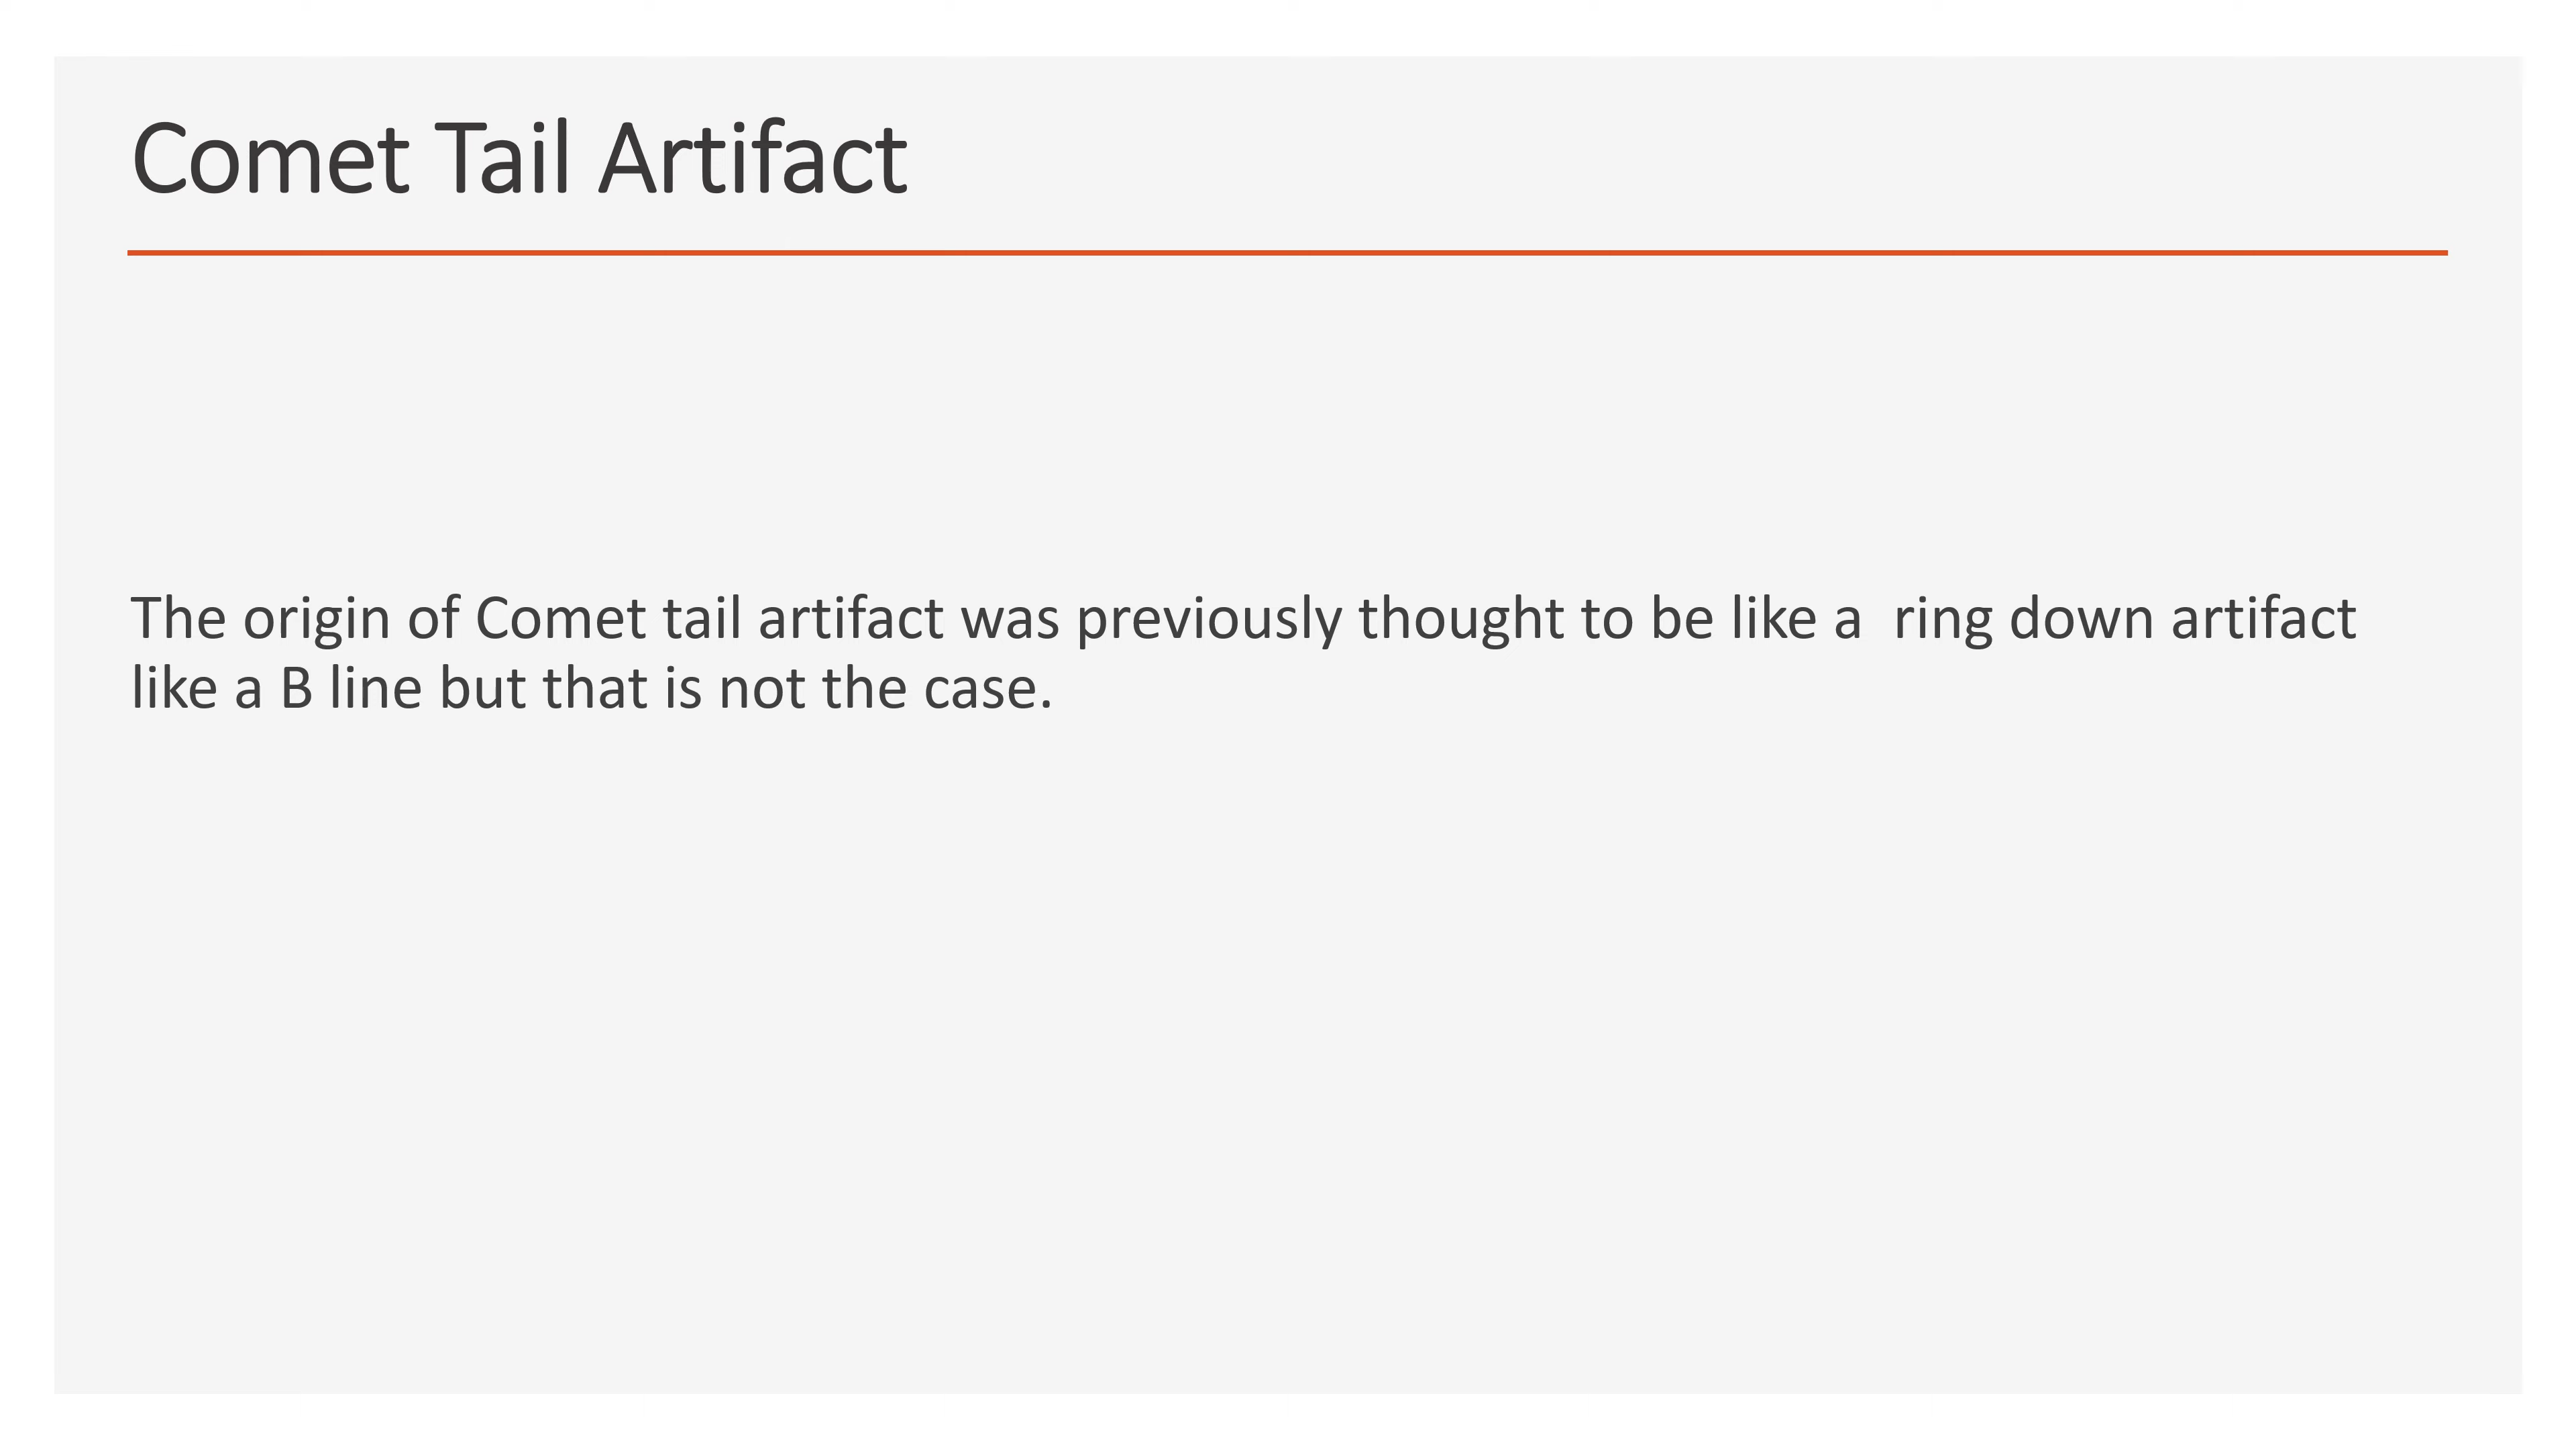 Comet Tail Artifact
The origin of Comet tail artifact was previously thought to be like a  ring down artifact
like a B line but that is not the case.